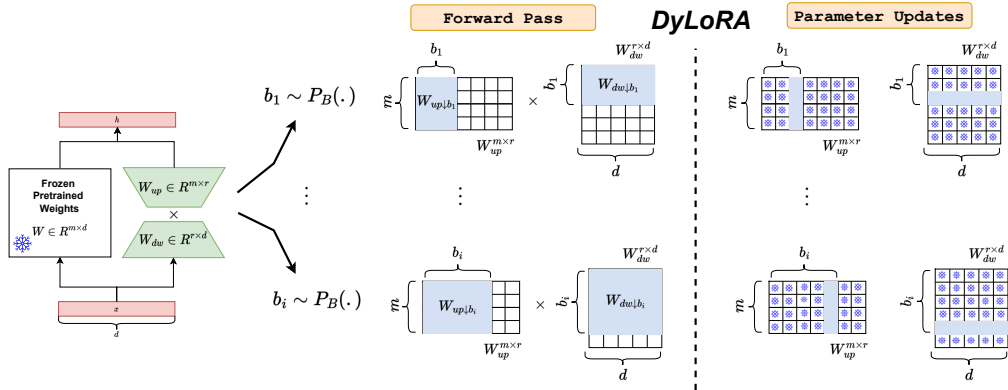 Forward Pass
DyLoRA
Parameter Updates
h
Frozen
Pretrained
Weights
W ∈ R^{m×d}
W_{up} ∈ R^{m×r}
×
W_{dw} ∈ R^{r×d}
x
d
b_1 ∼ P_B(.)
⋮
b_i ∼ P_B(.)
b_1
m
W_{up↓b_1}
W_{up}^{m×r}
×
W_{dw}^{r×d}
b_1
W_{dw↓b_1}
d
⋮
⋮
b_i
m
W_{up↓b_i}
W_{up}^{m×r}
×
W_{dw}^{r×d}
b_i
W_{dw↓b_i}
d
b_1
m
W_{up}^{m×r}
W_{dw}^{r×d}
b_1
d
⋮
b_i
m
W_{up}^{m×r}
W_{dw}^{r×d}
b_i
d